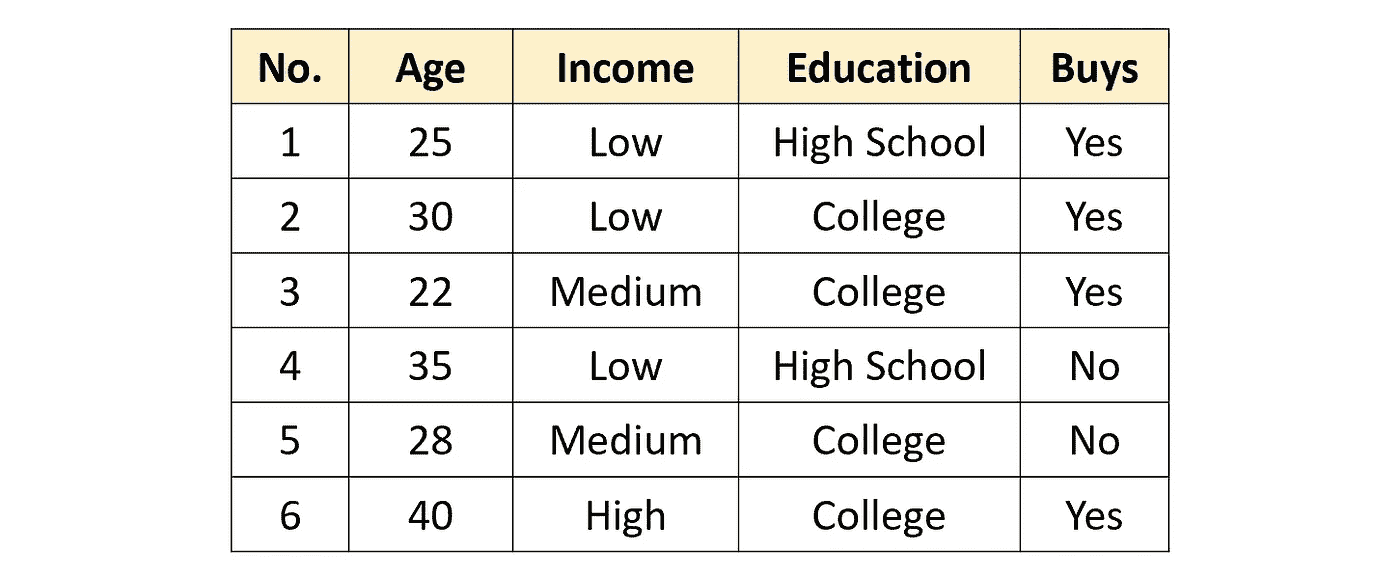 No. Age Income Education Buys
1 25 Low High School Yes
2 30 Low College Yes
3 22 Medium College Yes
4 35 Low High School No
5 28 Medium College No
6 40 High College Yes